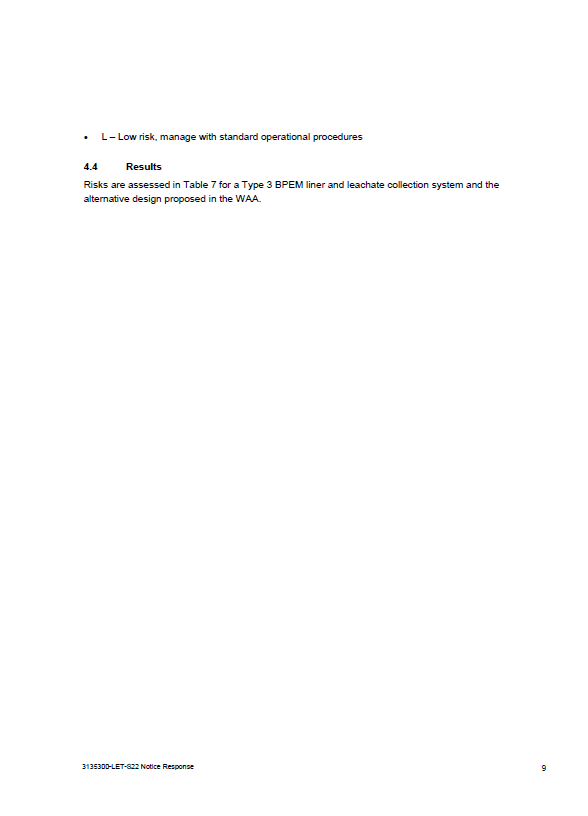 • L – Low risk, manage with standard operational procedures
4.4 Results
Risks are assessed in Table 7 for a Type 3 BPEM liner and leachate collection system and the
alternative design proposed in the WAA.
3135300-LET-S22 Notice Response
9